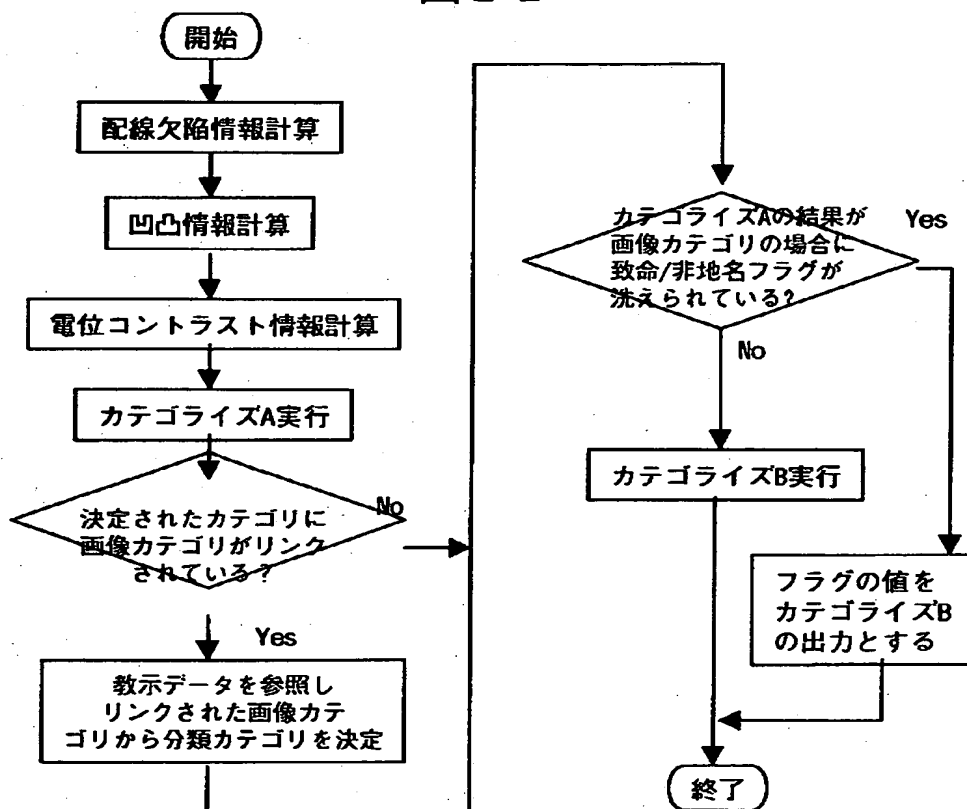 開始
配線欠陥情報計算
凹凸情報計算
電位コントラスト情報計算
カテゴライズA実行
決定されたカテゴリに
画像カテゴリがリンク
されている?
No
Yes
教示データを参照し
リンクされた画像カテ
ゴリから分類カテゴリを決定
カテゴライズAの結果が
画像カテゴリの場合に
致命/非地名フラグが
洗えられている?
Yes
No
カテゴライズB実行
フラグの値を
カテゴライズB
の出力とする
終了